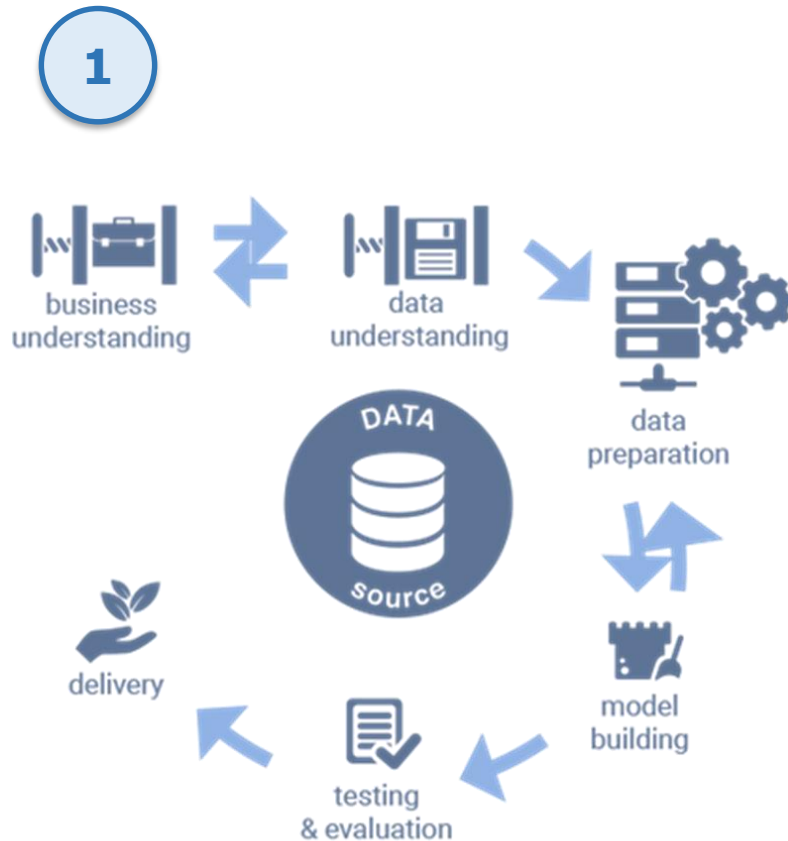 1
business
understanding
data
understanding
data
preparation
DATA
source
model
building
delivery
testing
& evaluation